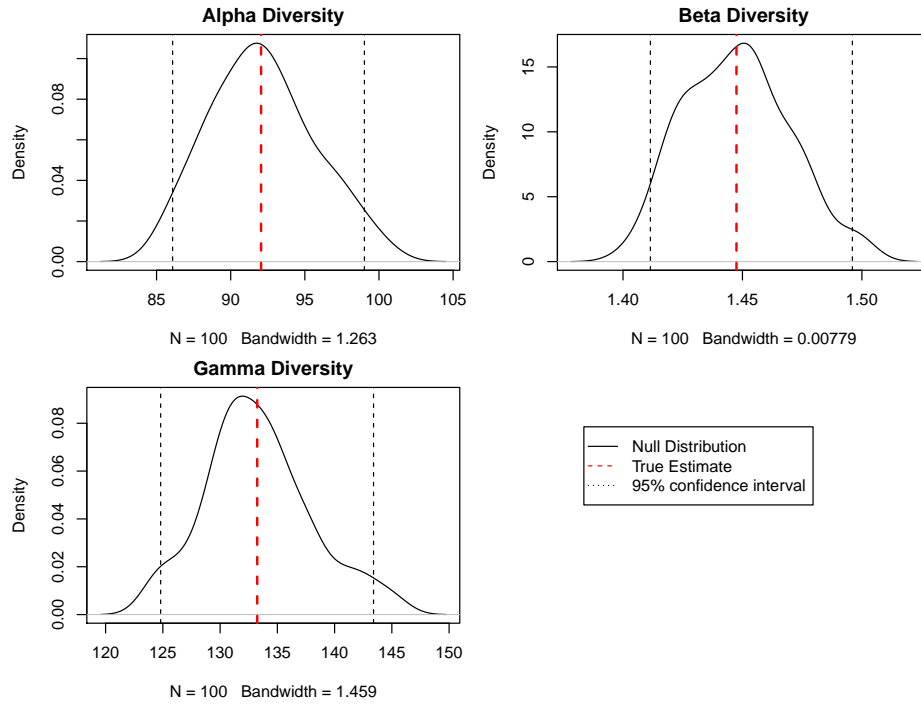 Alpha Diversity
Density
0.00
0.04
0.08
85 90 95 100 105
N = 100 Bandwidth = 1.263
Beta Diversity
Density
0
5
10
15
1.40 1.45 1.50
N = 100 Bandwidth = 0.00779
Gamma Diversity
Density
0.00
0.02
0.04
0.06
0.08
120 125 130 135 140 145 150
N = 100 Bandwidth = 1.459
Null Distribution
True Estimate
95% confidence interval